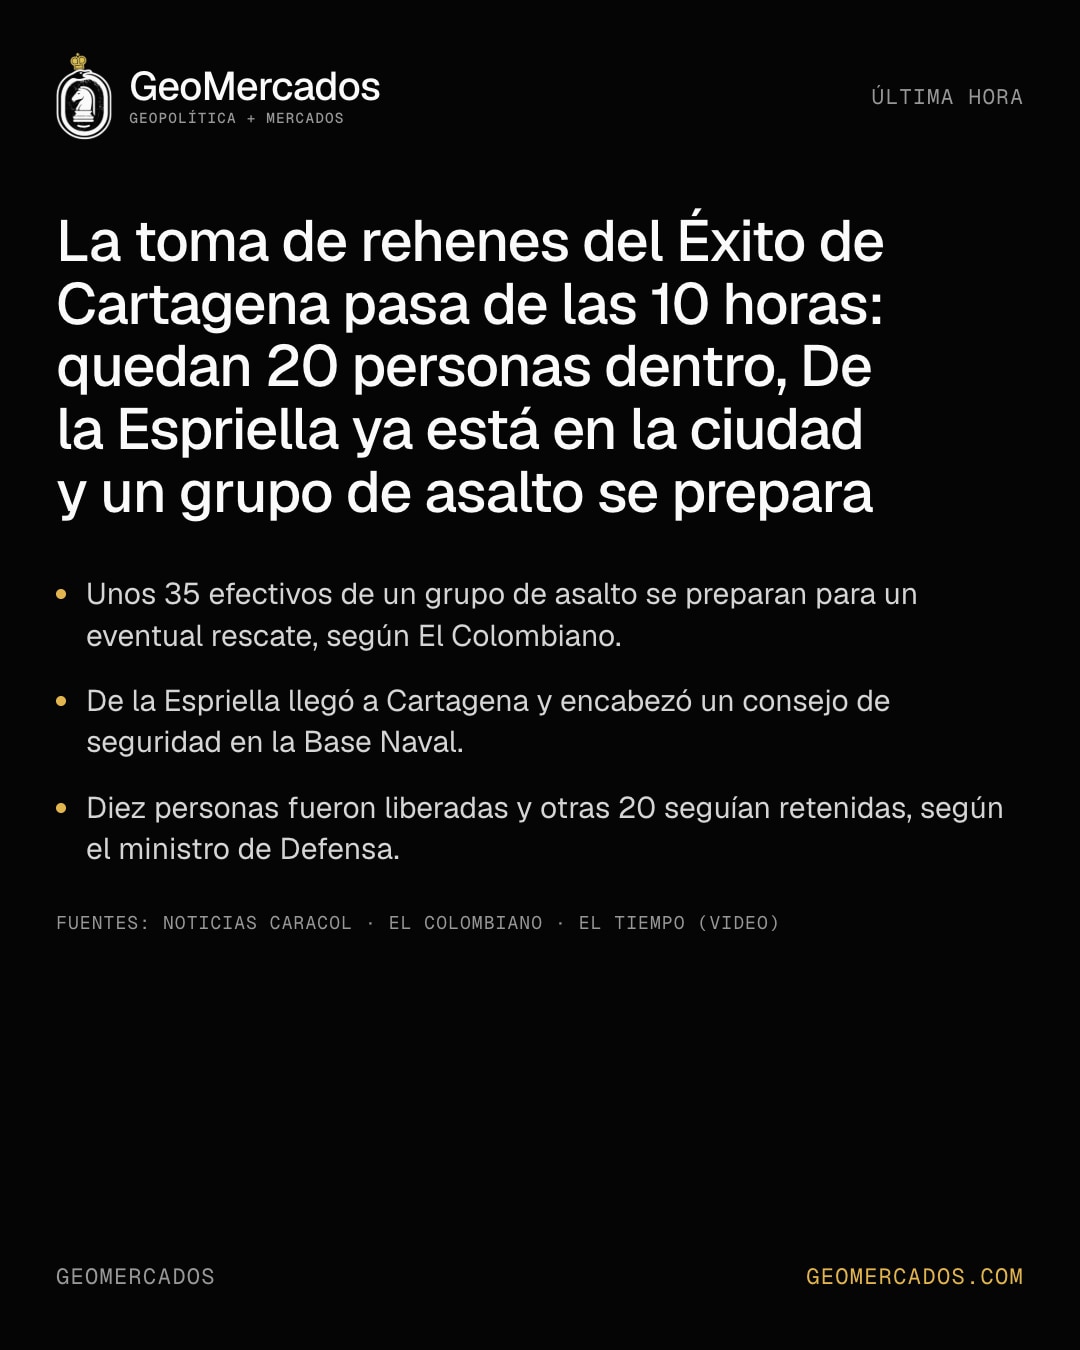 GeoMercados
GEOPOLÍTICA + MERCADOS
ÚLTIMA HORA
La toma de rehenes del Éxito de
Cartagena pasa de las 10 horas:
quedan 20 personas dentro, De
la Espriella ya está en la ciudad
y un grupo de asalto se prepara
• Unos 35 efectivos de un grupo de asalto se preparan para un
eventual rescate, según El Colombiano.
• De la Espriella llegó a Cartagena y encabezó un consejo de
seguridad en la Base Naval.
• Diez personas fueron liberadas y otras 20 seguían retenidas, según
el ministro de Defensa.
FUENTES: NOTICIAS CARACOL · EL COLOMBIANO · EL TIEMPO (VIDEO)
GEOMERCADOS
GEOMERCADOS.COM